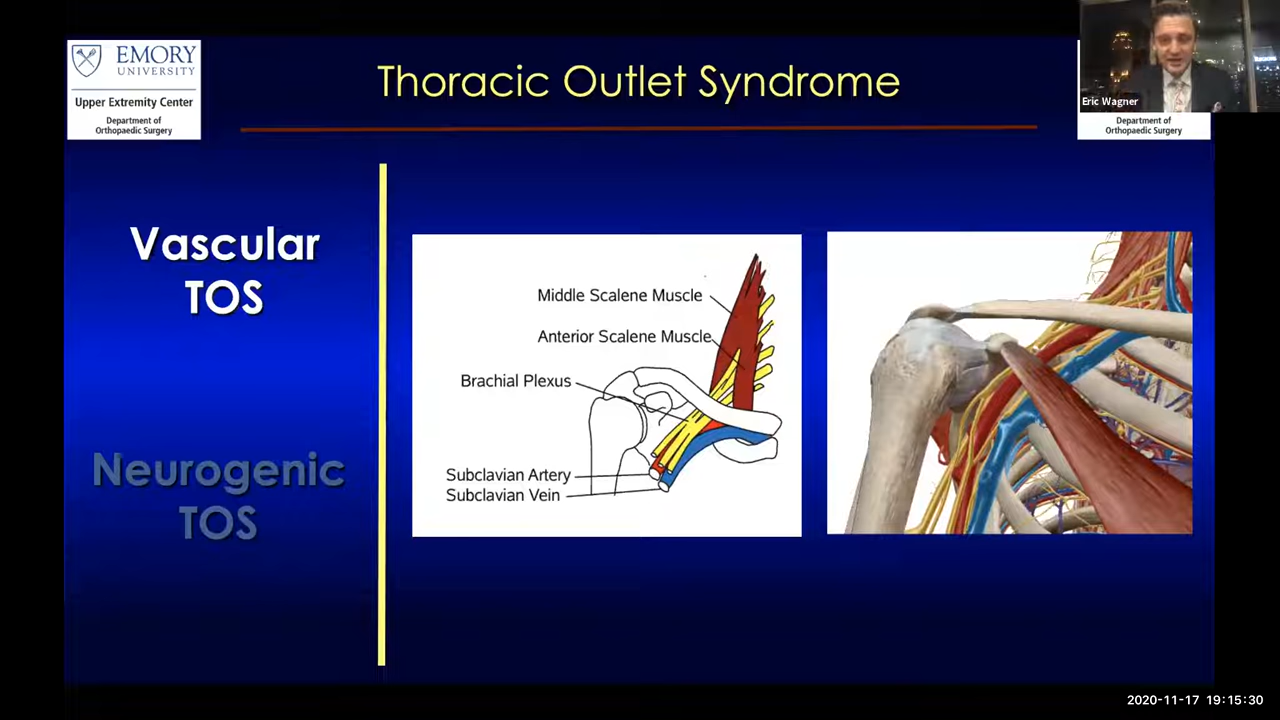 EMORY
UNIVERSITY
Upper Extremity Center
Department of
Orthopaedic Surgery
Thoracic Outlet Syndrome
Eric Wagner
Department of
Orthopaedic Surgery
Vascular
TOS
Neurogenic
TOS
Middle Scalene Muscle
Anterior Scalene Muscle
Brachial Plexus
Subclavian Artery
Subclavian Vein
2020-11-17 19:15:30